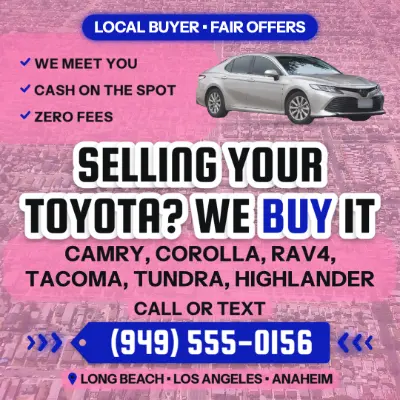 LOCAL BUYER • FAIR OFFERS
✓ WE MEET YOU
✓ CASH ON THE SPOT
✓ ZERO FEES
SELLING YOUR
TOYOTA? WE BUY IT
CAMRY, COROLLA, RAV4,
TACOMA, TUNDRA, HIGHLANDER
CALL OR TEXT
(949) 555-0156
LONG BEACH • LOS ANGELES • ANAHEIM